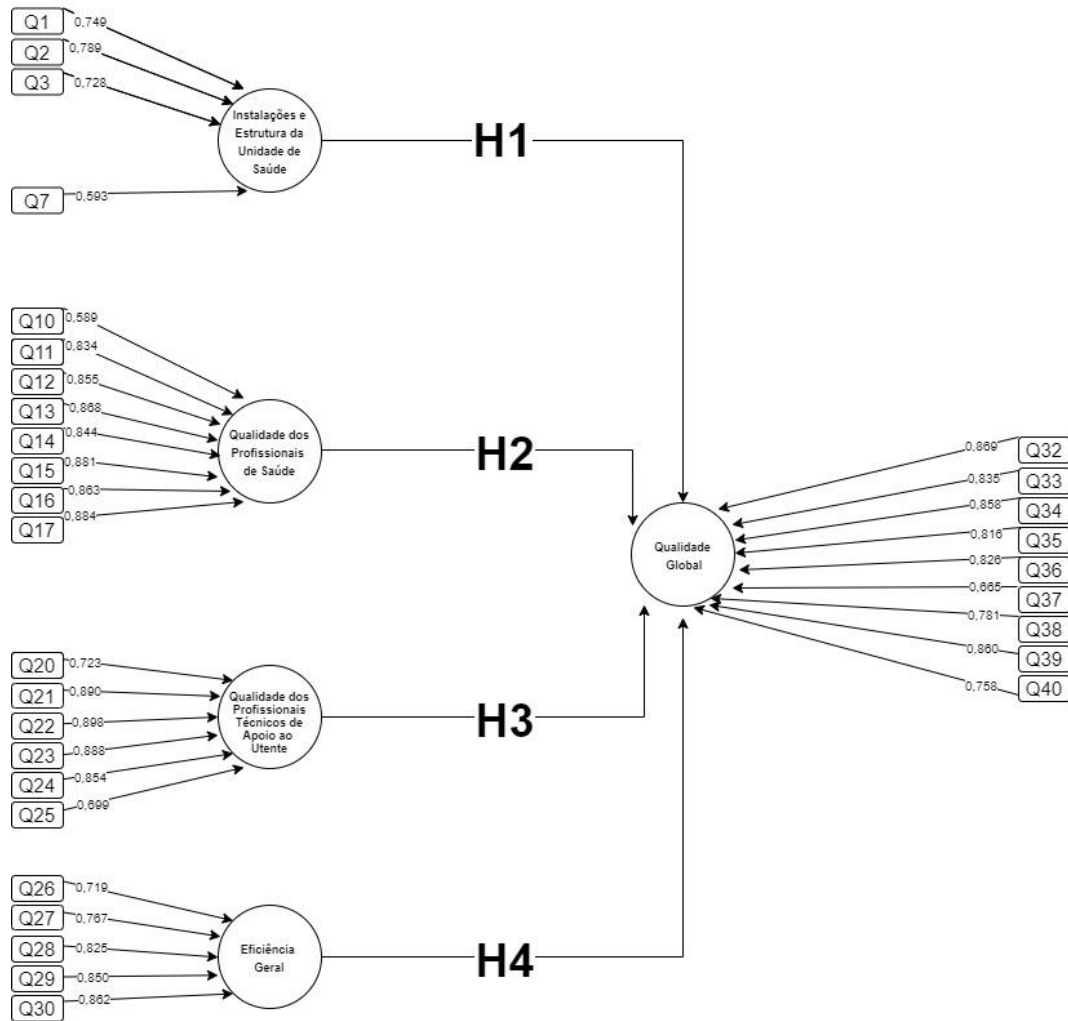 Q1
0,749
Q2
0,789
Q3
0,728
Q7
0,593
Instalações e
Estrutura da
Unidade de
Saúde
H1
Q10
0,589
Q11
0,834
Q12
0,855
Q13
0,868
Q14
0,844
Q15
0,881
Q16
0,863
Q17
0,884
Qualidade dos
Profissionais
de Saúde
H2
Q20
0,723
Q21
0,890
Q22
0,898
Q23
0,888
Q24
0,854
Q25
0,699
Qualidade dos
Profissionais
Técnicos de
Apoio ao
Utente
H3
Q26
0,719
Q27
0,767
Q28
0,825
Q29
0,850
Q30
0,862
Eficiência
Geral
H4
Qualidade
Global
0,869
Q32
0,835
Q33
0,858
Q34
0,816
Q35
0,826
Q36
0,665
Q37
0,781
Q38
0,860
Q39
0,758
Q40